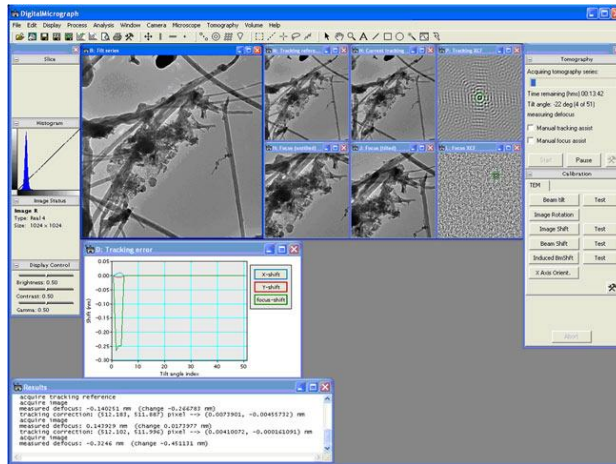 DigitalMicrograph
File Edit Display Process Analysis Window Camera Microscope Tomography Volume Help
Slice
Histogram
Image Status
Image R
Type: Real 4
Size: 1024 x 1024
Display Control
Brightness: 0.50
Contrast: 0.50
Gamma: 0.50
R: Tilt series
Tracking refere...
Current tracking
Tracking XCF
Focus (untilted)
Focus (tilted)
Focus XCF
D: Tracking error
0.05
0.00
-0.05
-0.10
-0.15
-0.20
-0.25
-0.30
Shift (nm)
0 10 20 30 40 50
Tilt angle index
X-shift
Y-shift
focus-shift
Tomography
Acquiring tomography series:
Time remaining (hms) 00:13:42
Tilt angle: -22 deg (4 of 51)
measuring defocus
Manual tracking assist
Manual focus assist
Start Pause
Calibration
TEM
Beam tilt Test
Image Rotation
Image Shift Test
Beam Shift Test
Induced BmShft Test
X Axis Orient.
Abort
Results
acquire tracking reference
acquire image
measured defocus: -0.140251 nm (change -0.266783 nm)
tracking correction: (512.183, 511.887) pixel --> (0.0073901, -0.00455732) nm
acquire image
measured defocus: 0.143929 nm (change 0.0173977 nm)
tracking correction: (512.102, 511.996) pixel --> (0.00410072, -0.000161091) nm
acquire image
measured defocus: -0.3246 nm (change -0.451131 nm)